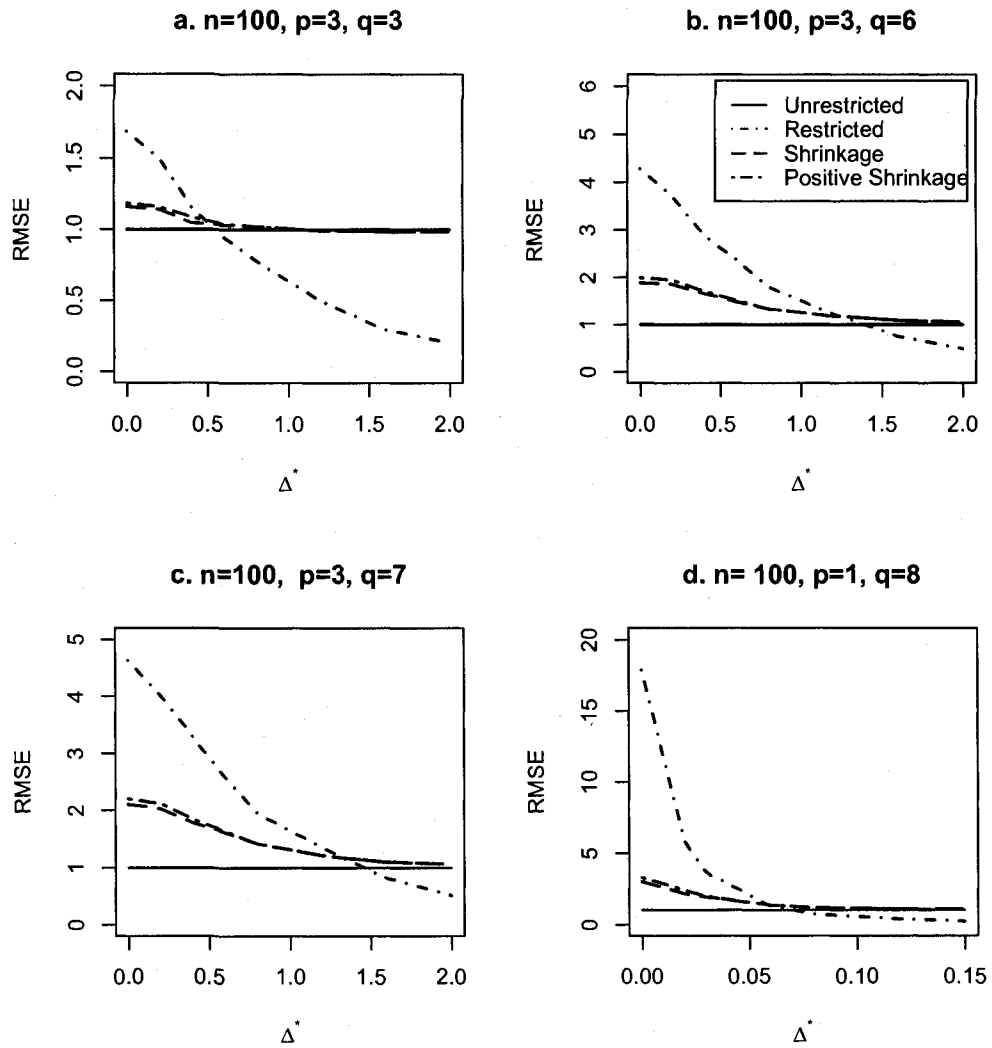 a. n=100, p=3, q=3
RMSE
2.0
1.5
1.0
0.5
0.0
0.0 0.5 1.0 1.5 2.0
Δ*
b. n=100, p=3, q=6
RMSE
6
5
4
3
2
1
0
Unrestricted
Restricted
Shrinkage
Positive Shrinkage
0.0 0.5 1.0 1.5 2.0
Δ*
c. n=100, p=3, q=7
RMSE
5
4
3
2
1
0
0.0 0.5 1.0 1.5 2.0
Δ*
d. n= 100, p=1, q=8
RMSE
20
15
10
5
0
0.00 0.05 0.10 0.15
Δ*